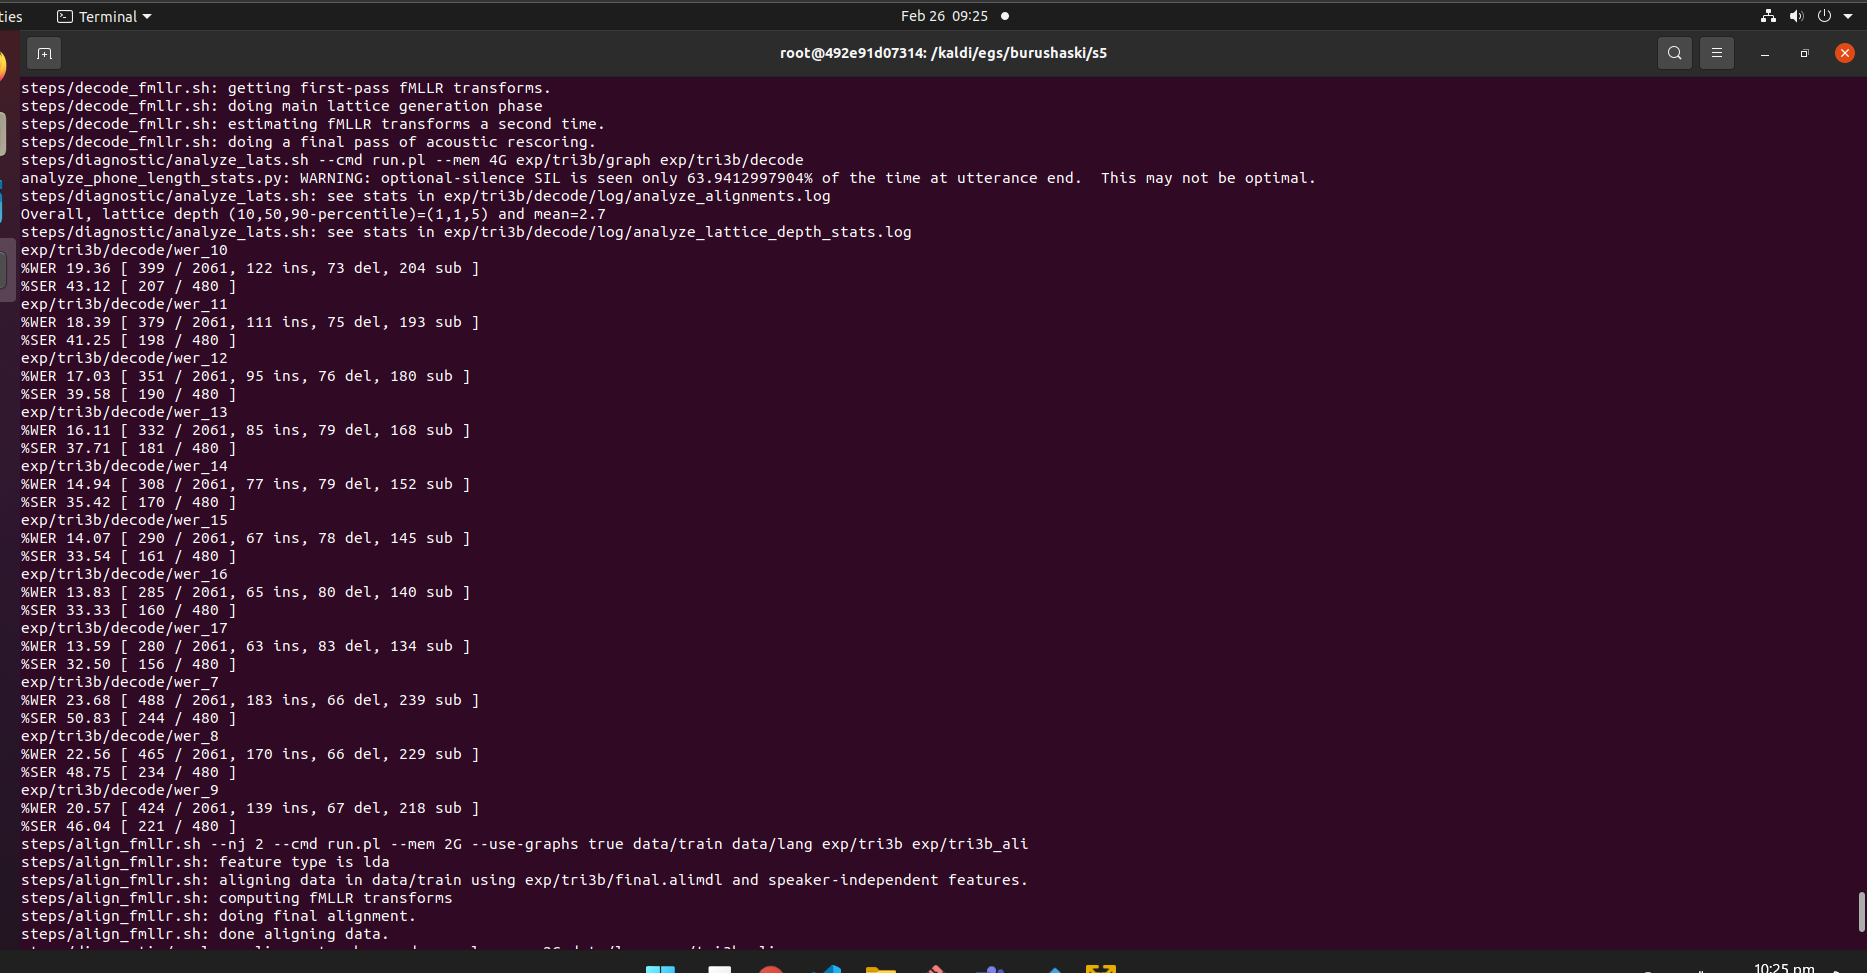 ties
Terminal
Feb 26 09:25
root@492e91d07314: /kaldi/egs/burushaski/s5
steps/decode_fmllr.sh: getting first-pass fMLLR transforms.
steps/decode_fmllr.sh: doing main lattice generation phase
steps/decode_fmllr.sh: estimating fMLLR transforms a second time.
steps/decode_fmllr.sh: doing a final pass of acoustic rescoring.
steps/diagnostic/analyze_lats.sh --cmd run.pl --mem 4G exp/tri3b/graph exp/tri3b/decode
analyze_phone_length_stats.py: WARNING: optional-silence SIL is seen only 63.9412997904% of the time at utterance end.  This may not be optimal.
steps/diagnostic/analyze_lats.sh: see stats in exp/tri3b/decode/log/analyze_alignments.log
Overall, lattice depth (10,50,90-percentile)=(1,1,5) and mean=2.7
steps/diagnostic/analyze_lats.sh: see stats in exp/tri3b/decode/log/analyze_lattice_depth_stats.log
exp/tri3b/decode/wer_10
%WER 19.36 [ 399 / 2061, 122 ins, 73 del, 204 sub ]
%SER 43.12 [ 207 / 480 ]
exp/tri3b/decode/wer_11
%WER 18.39 [ 379 / 2061, 111 ins, 75 del, 193 sub ]
%SER 41.25 [ 198 / 480 ]
exp/tri3b/decode/wer_12
%WER 17.03 [ 351 / 2061, 95 ins, 76 del, 180 sub ]
%SER 39.58 [ 190 / 480 ]
exp/tri3b/decode/wer_13
%WER 16.11 [ 332 / 2061, 85 ins, 79 del, 168 sub ]
%SER 37.71 [ 181 / 480 ]
exp/tri3b/decode/wer_14
%WER 14.94 [ 308 / 2061, 77 ins, 79 del, 152 sub ]
%SER 35.42 [ 170 / 480 ]
exp/tri3b/decode/wer_15
%WER 14.07 [ 290 / 2061, 67 ins, 78 del, 145 sub ]
%SER 33.54 [ 161 / 480 ]
exp/tri3b/decode/wer_16
%WER 13.83 [ 285 / 2061, 65 ins, 80 del, 140 sub ]
%SER 33.33 [ 160 / 480 ]
exp/tri3b/decode/wer_17
%WER 13.59 [ 280 / 2061, 63 ins, 83 del, 134 sub ]
%SER 32.50 [ 156 / 480 ]
exp/tri3b/decode/wer_7
%WER 23.68 [ 488 / 2061, 183 ins, 66 del, 239 sub ]
%SER 50.83 [ 244 / 480 ]
exp/tri3b/decode/wer_8
%WER 22.56 [ 465 / 2061, 170 ins, 66 del, 229 sub ]
%SER 48.75 [ 234 / 480 ]
exp/tri3b/decode/wer_9
%WER 20.57 [ 424 / 2061, 139 ins, 67 del, 218 sub ]
%SER 46.04 [ 221 / 480 ]
steps/align_fmllr.sh --nj 2 --cmd run.pl --mem 2G --use-graphs true data/train data/lang exp/tri3b exp/tri3b_ali
steps/align_fmllr.sh: feature type is lda
steps/align_fmllr.sh: aligning data in data/train using exp/tri3b/final.alimdl and speaker-independent features.
steps/align_fmllr.sh: computing fMLLR transforms
steps/align_fmllr.sh: doing final alignment.
steps/align_fmllr.sh: done aligning data.
10:25 pm